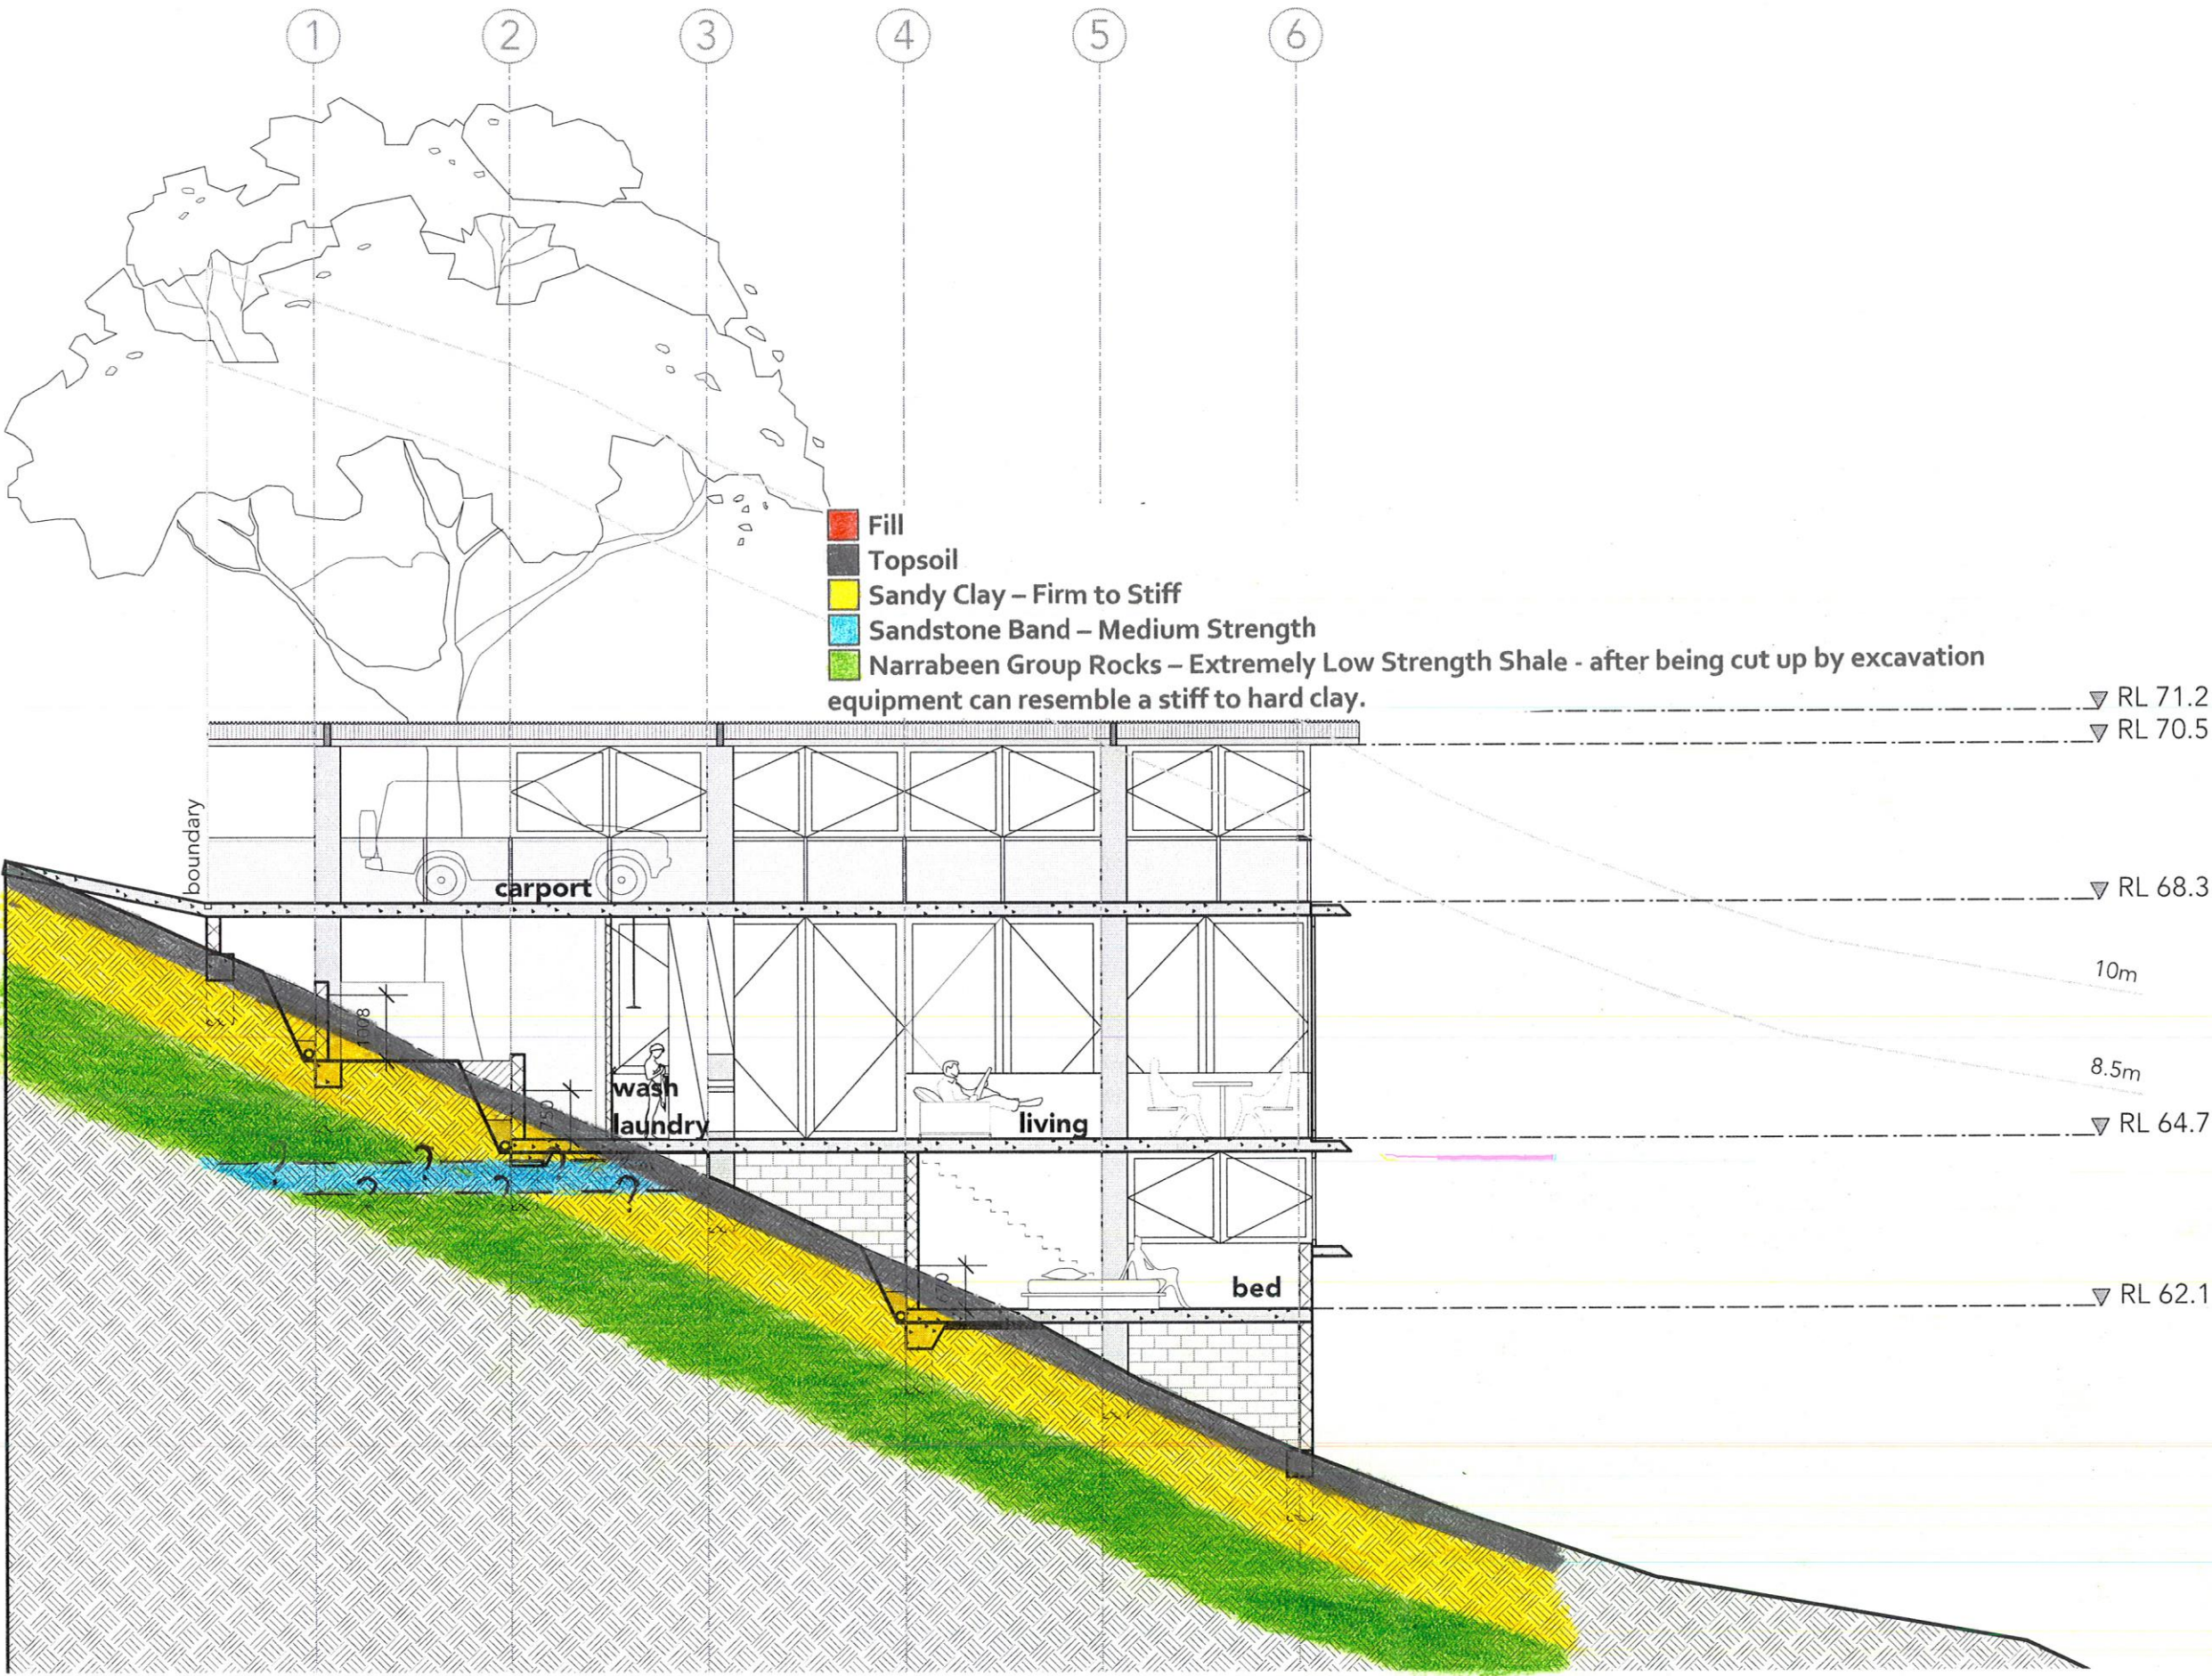 1 2 3 4 5 6
Fill
Topsoil
Sandy Clay – Firm to Stiff
Sandstone Band – Medium Strength
Narrabeen Group Rocks – Extremely Low Strength Shale - after being cut up by excavation
equipment can resemble a stiff to hard clay.
RL 71.2
RL 70.5
boundary
carport
RL 68.3
10m
1008
8.5m
wash
laundry
living
RL 64.7
? ? ?
? ? ?
bed
RL 62.1